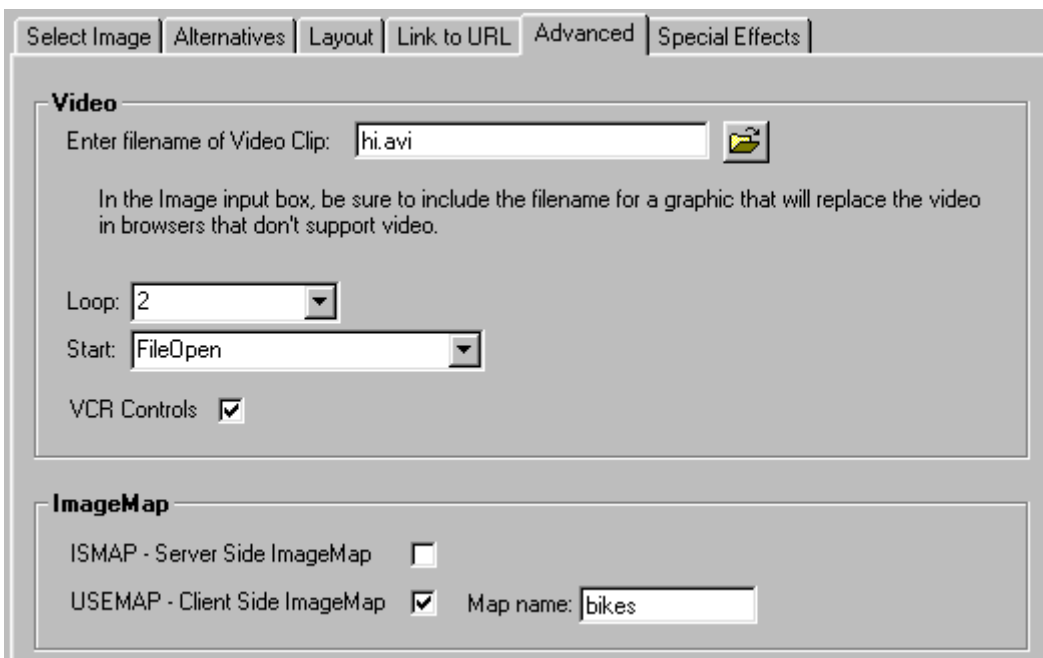 Select Image Alternatives Layout Link to URL Advanced Special Effects
Video
Enter filename of Video Clip: hi.avi
In the Image input box, be sure to include the filename for a graphic that will replace the video
in browsers that don't support video.
Loop: 2
Start: FileOpen
VCR Controls
ImageMap
ISMAP - Server Side ImageMap
USEMAP - Client Side ImageMap Map name: bikes